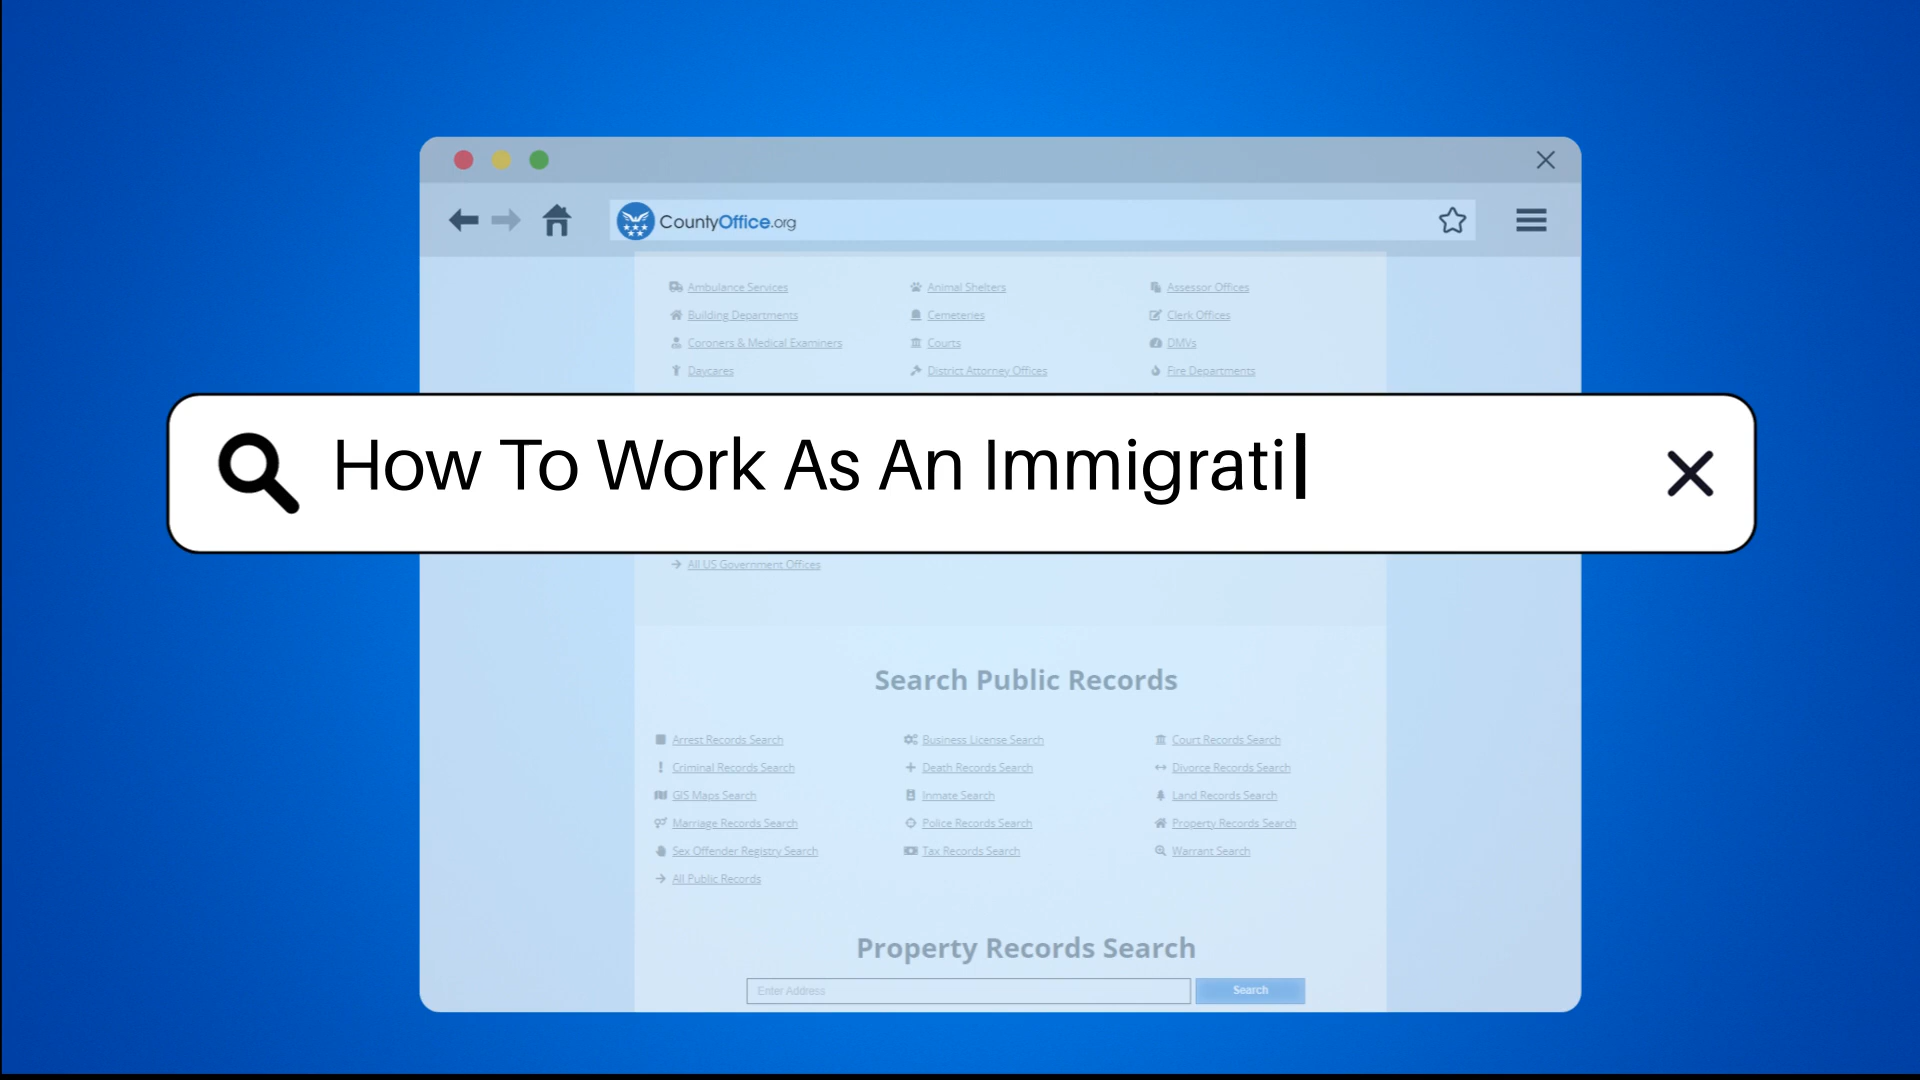 CountyOffice.org
Ambulance Services Animal Shelters Assessor Offices
Building Departments Cemeteries Clerk Offices
Coroners & Medical Examiners Courts DMVs
Daycares District Attorney Offices Fire Departments
How To Work As An Immigrati
All US Government Offices
Search Public Records
Arrest Records Search Business License Search Court Records Search
Criminal Records Search Death Records Search Divorce Records Search
GIS Maps Search Inmate Search Land Records Search
Marriage Records Search Police Records Search Property Records Search
Sex Offender Registry Search Tax Records Search Warrant Search
All Public Records
Property Records Search
Enter Address Search